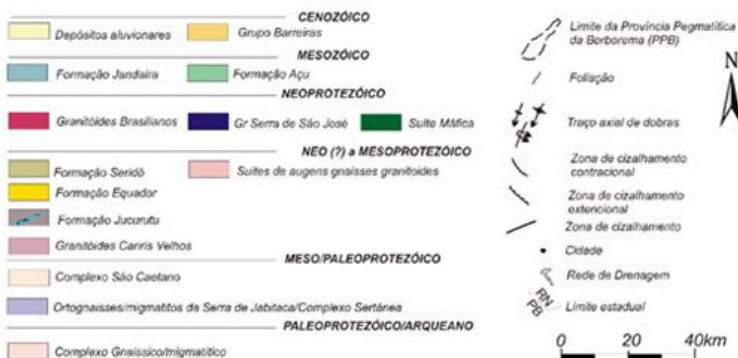 CENOZÓICO
Depósitos aluvionares
Grupo Barreiras
MESOZÓICO
Formação Jandaira
Formação Açu
NEOPROTEZÓICO
Granitóides Brasilianos
Gr Serra de São José
Suíte Máfica
NEO (?) a MESOPROTEZÓICO
Formação Seridó
Suítes de augens gnaisses granitoides
Formação Equador
Formação Jucurutu
Granitóides Cariris Velhos
MESO/PALEOPROTEZÓICO
Complexo São Caetano
Ortognaisses/migmatitos da Serra de Jabitaca/Complexo Sertânea
PALEOPROTEZÓICO/ARQUEANO
Complexo Gnaissico/migmatítico
Limite da Província Pegmatítica
da Borborema (PPB)
Foliação
Traço axial de dobras
Zona de cizalhamento
contracional
Zona de cizalhamento
extencional
Zona de cizalhamento
Cidade
Rede de Drenagem
RN
PB
Limite estadual
N
0 20 40km